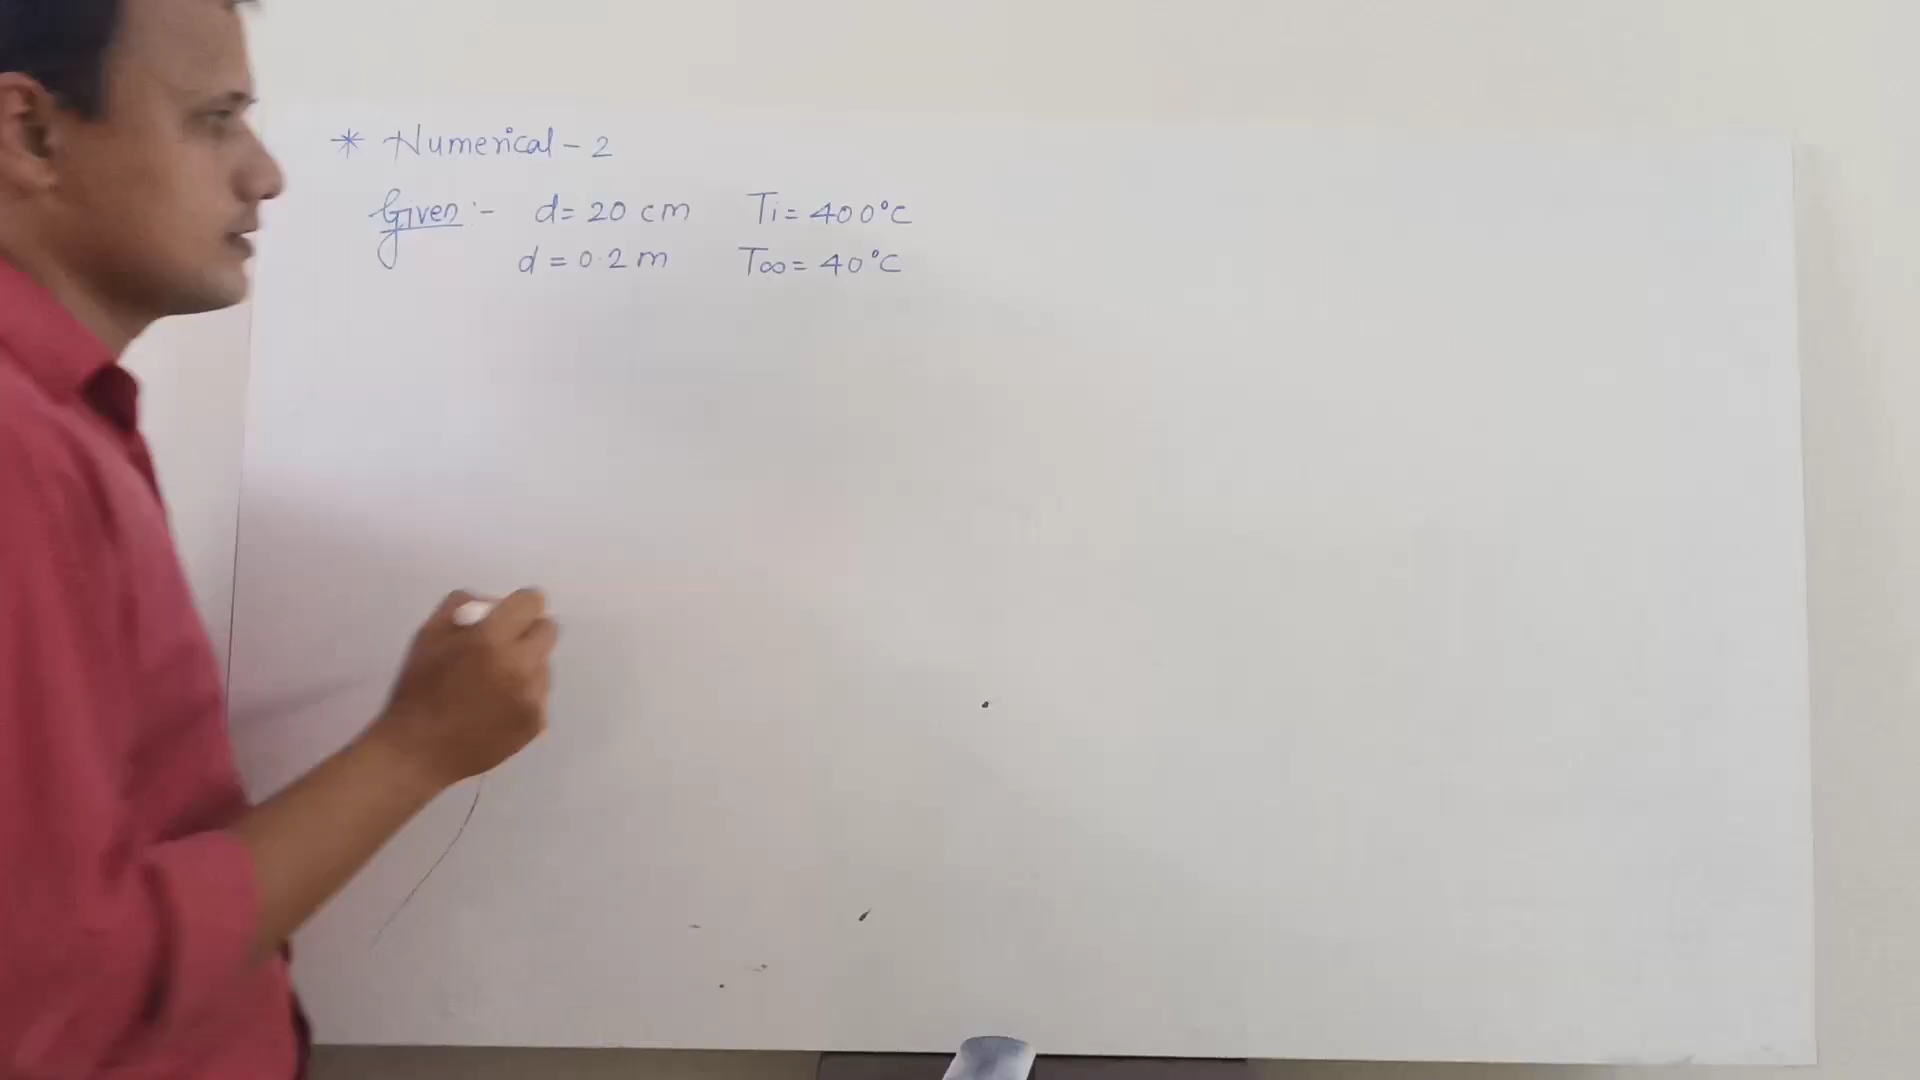 * Numerical - 2
Given :- d = 20 cm Ti = 400°C
d = 0.2 m T∞ = 40°C